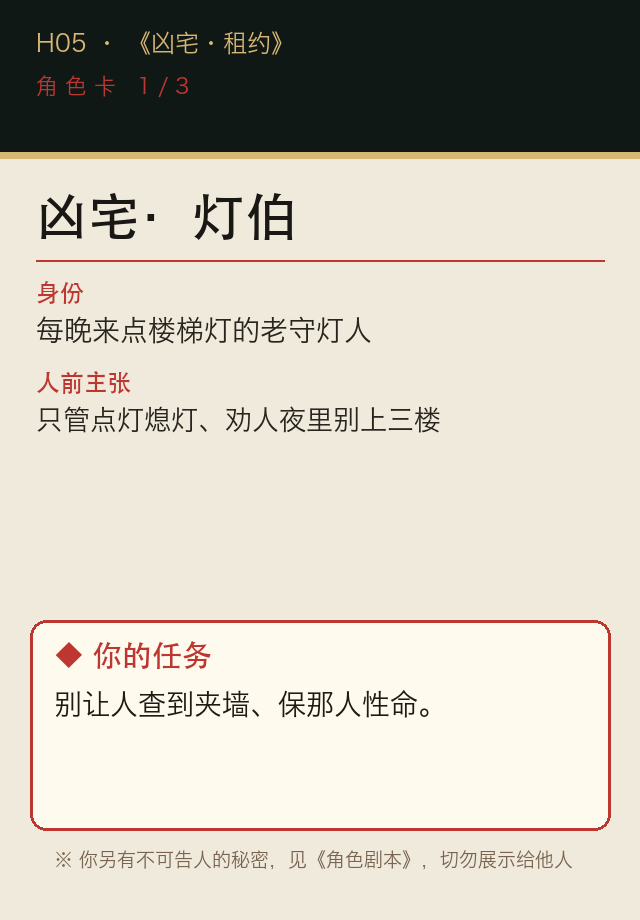 H05 · 《凶宅·租约》
角色卡 1/3
凶宅· 灯伯
身份
每晚来点楼梯灯的老守灯人
人前主张
只管点灯熄灯、劝人夜里别上三楼
◆ 你的任务
别让人查到夹墙、保那人性命。
※ 你另有不可告人的秘密，见《角色剧本》，切勿展示给他人